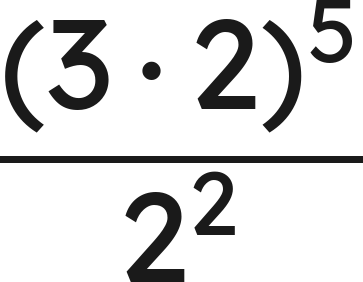 (3 · 2)⁵
2²